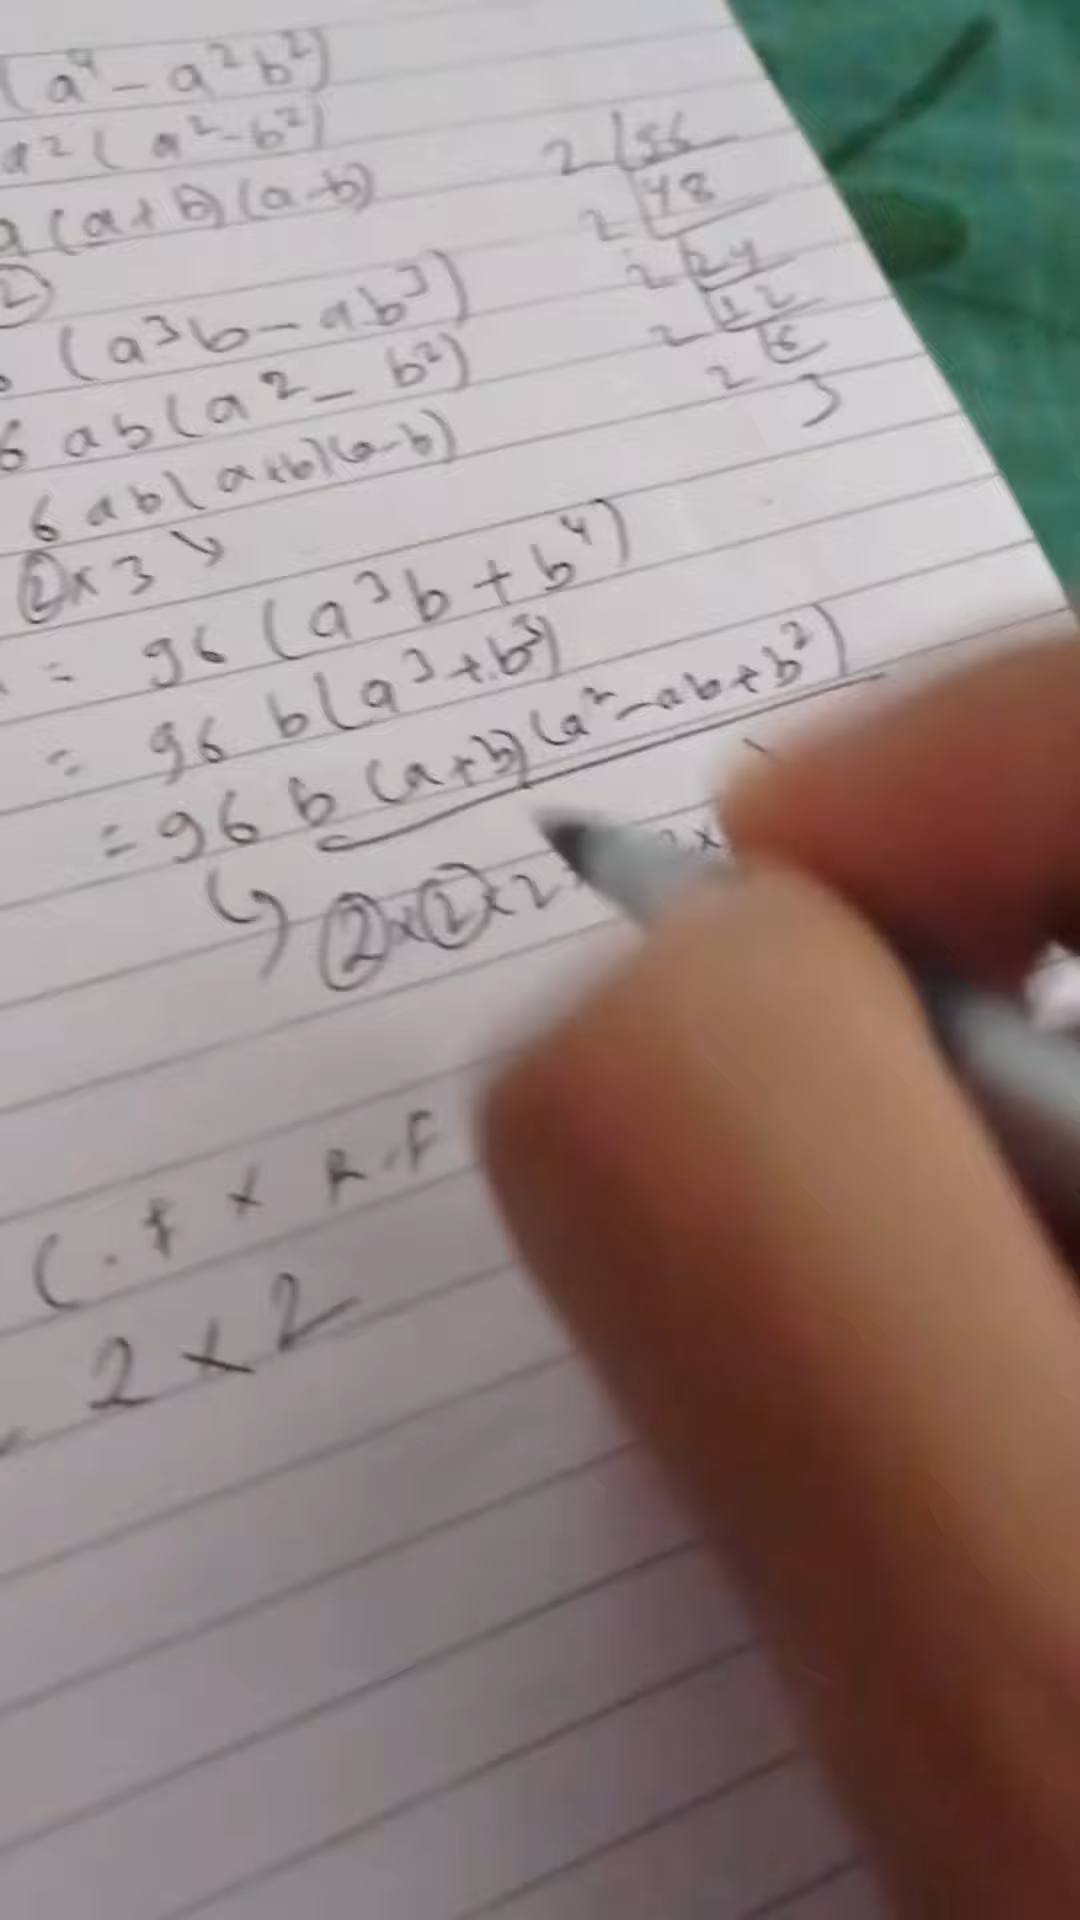 (a⁴ - a²b²)
a²(a²-b²)
a(a+b)(a-b)
2
(a³b - ab³)
6 ab(a² - b²)
6 ab(a+b)(a-b)
2 × 3
= 96 (a³b + b⁴)
= 96 b(a³+b³)
= 96 b (a+b)(a²-ab+b²)
2×2×2
2 96
2 48
2 24
2 12
2 6
3
C.F × R.F
2 × 2